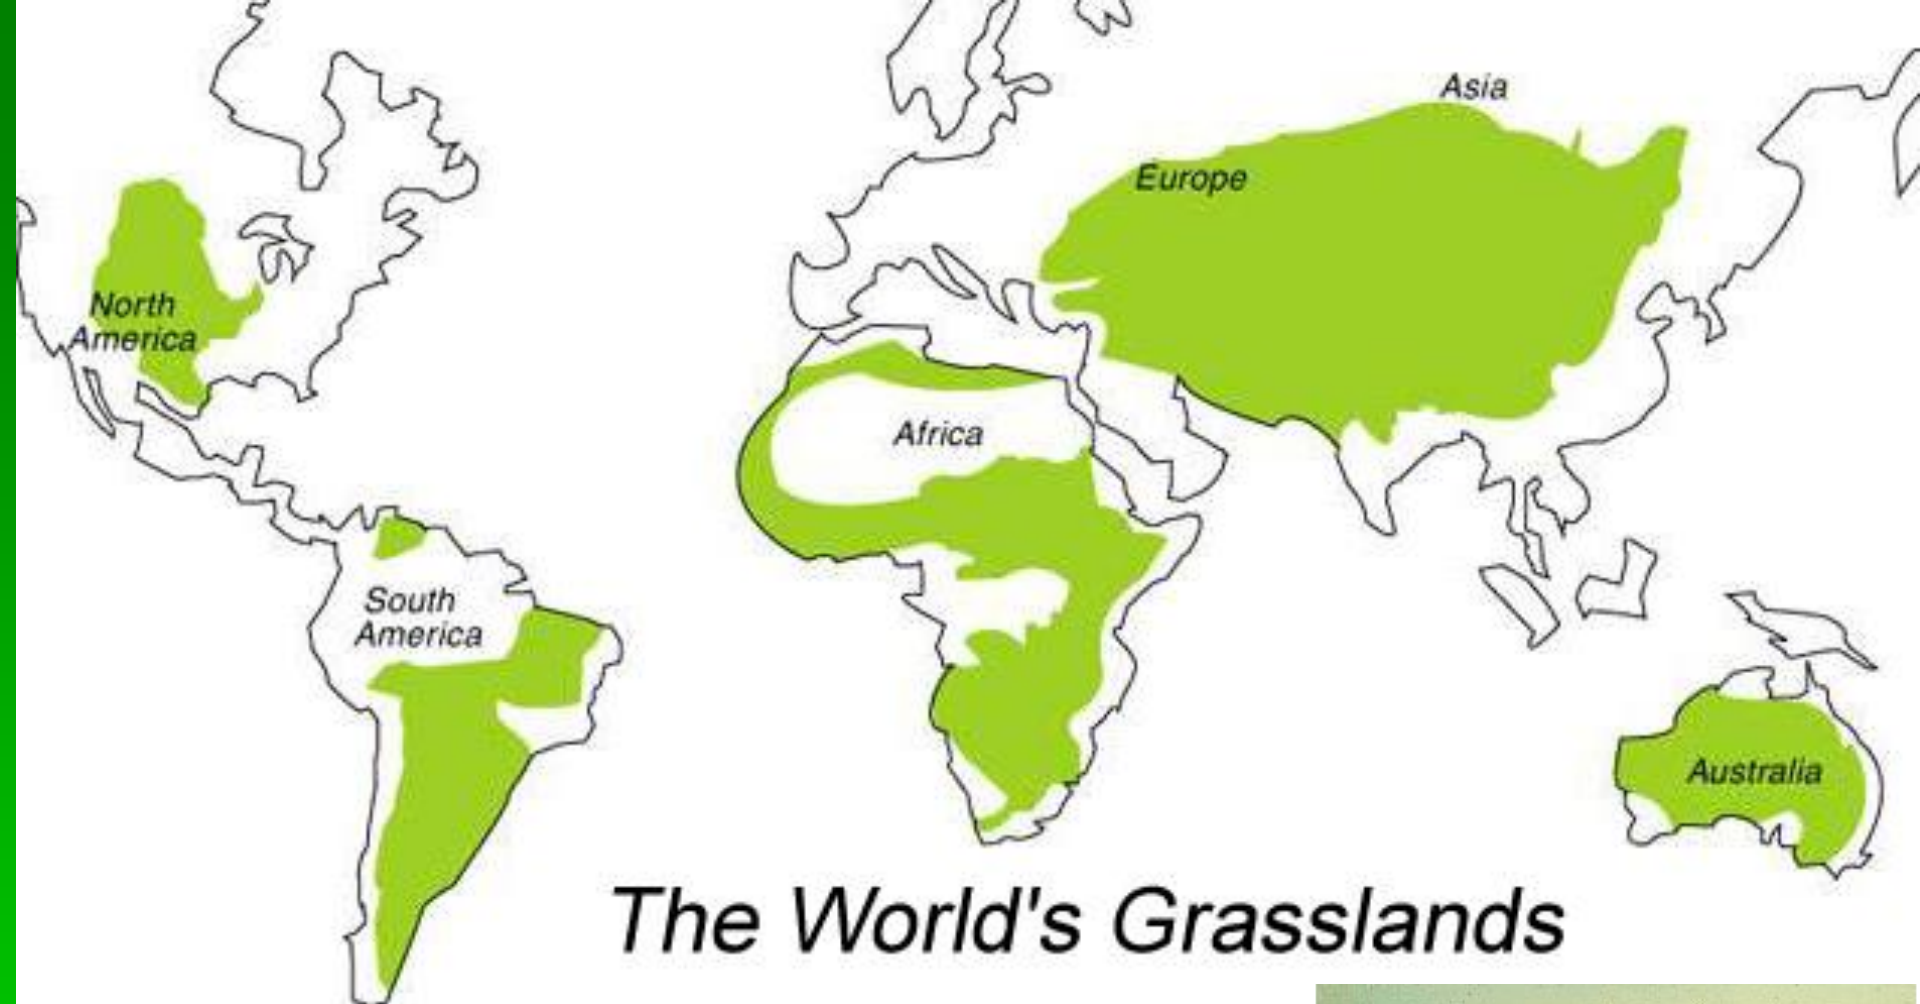 Asia
Europe
North
America
Africa
South
America
Australia
The World's Grasslands